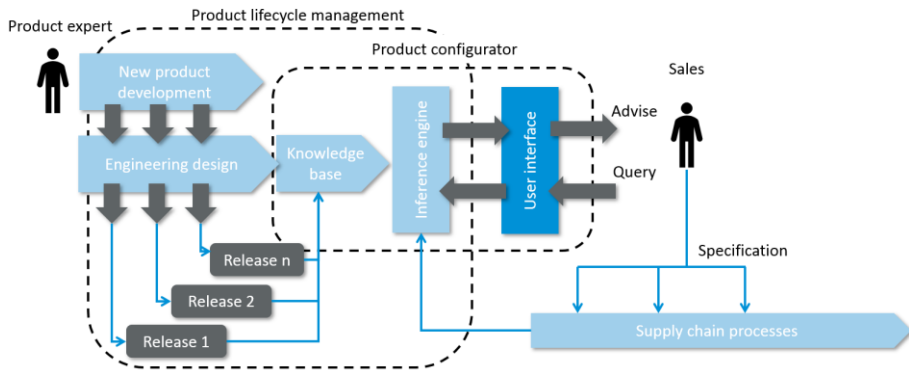 Product lifecycle management
Product expert
Product configurator
New product
development
Sales
Advise
Engineering design
Knowledge
base
Inference engine
User interface
Query
Release n
Specification
Release 2
Release 1
Supply chain processes